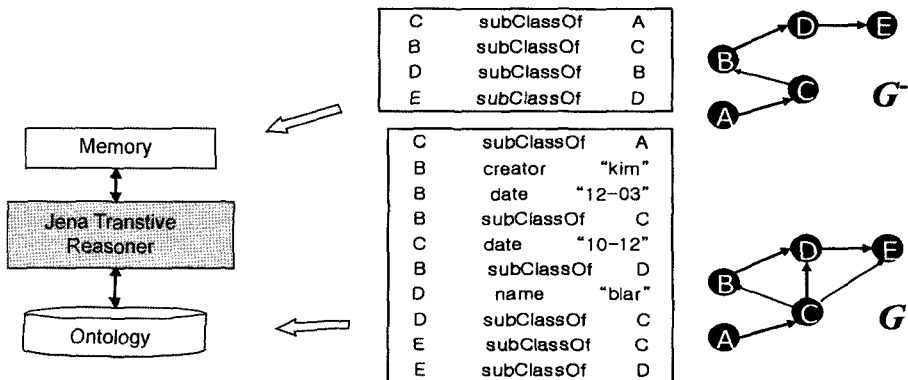 C subClassOf A
B subClassOf C
D subClassOf B
E subClassOf D
D E
B
C
A
G-
Memory
Jena Transtive
Reasoner
Ontology
C subClassOf A
B creator "kim"
B date "12-03"
B subClassOf C
C date "10-12"
B subClassOf D
D name "blar"
D subClassOf C
E subClassOf C
E subClassOf D
D E
B
C
A
G